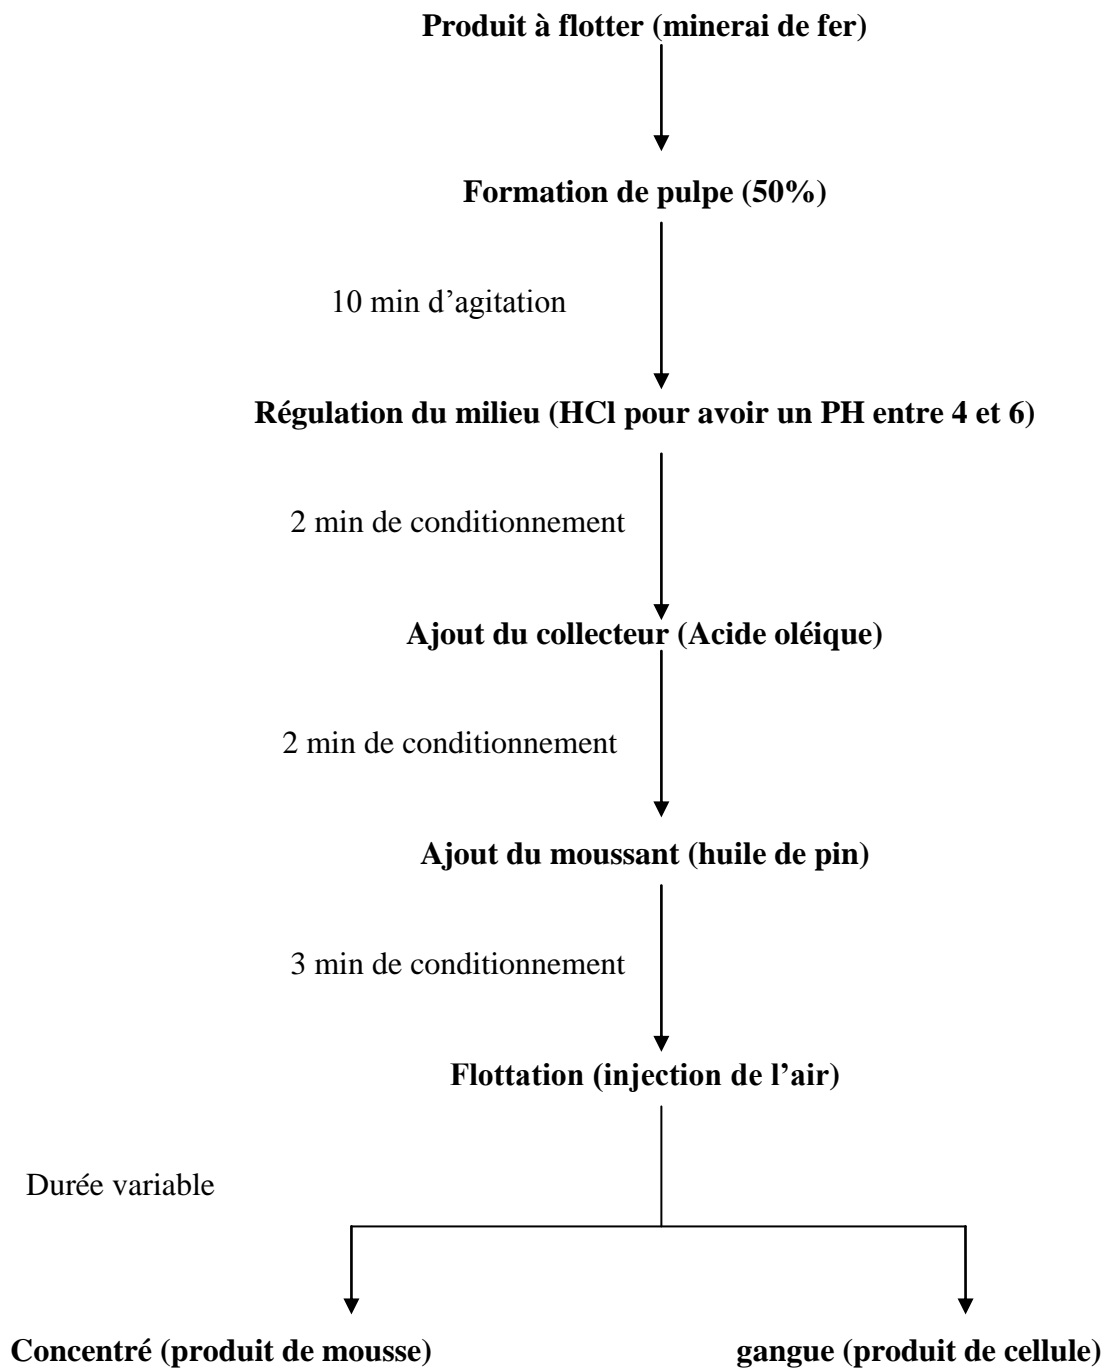 Produit à flotter (minerai de fer)
Formation de pulpe (50%)
10 min d’agitation
Régulation du milieu (HCl pour avoir un PH entre 4 et 6)
2 min de conditionnement
Ajout du collecteur (Acide oléique)
2 min de conditionnement
Ajout du moussant (huile de pin)
3 min de conditionnement
Flottation (injection de l’air)
Durée variable
Concentré (produit de mousse) gangue (produit de cellule)